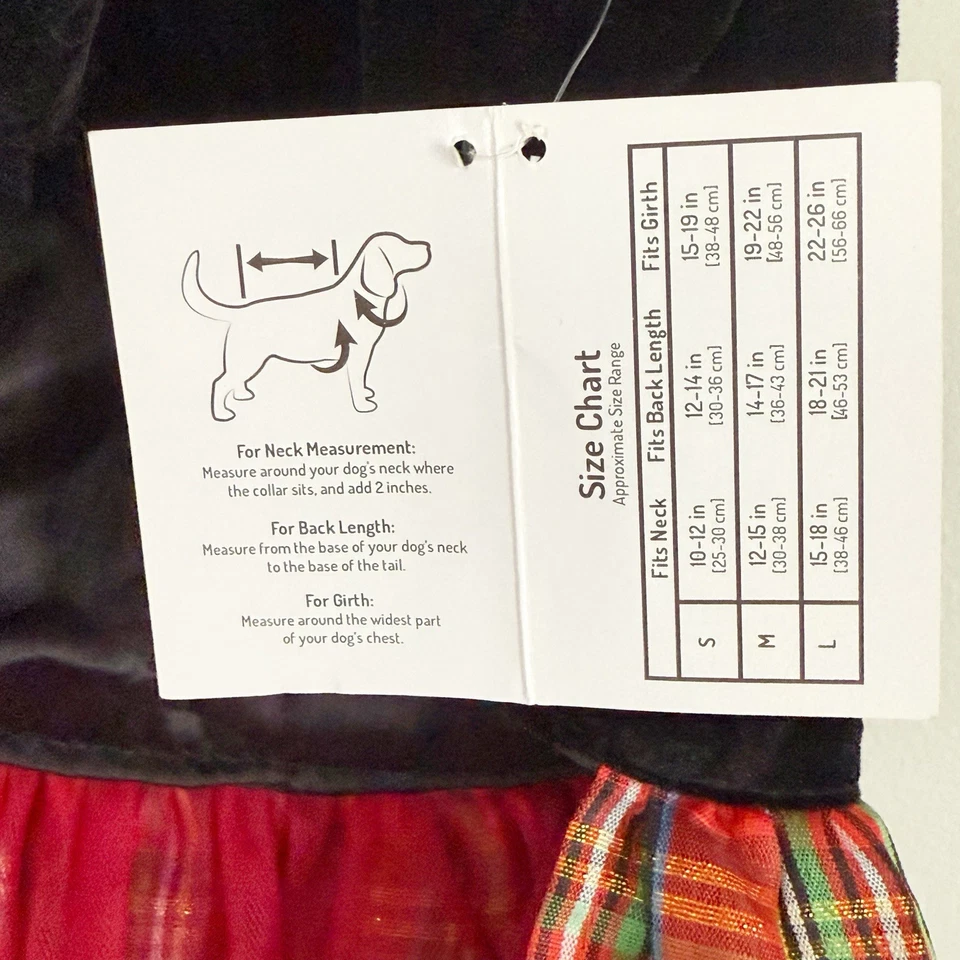 For Neck Measurement:
Measure around your dog's neck where
the collar sits, and add 2 inches.
For Back Length:
Measure from the base of your dog's neck
to the base of the tail.
For Girth:
Measure around the widest part
of your dog's chest.
Size Chart
Approximate Size Range
Fits Neck Fits Back Length Fits Girth
S 10-12 in 12-14 in 15-19 in
[25-30 cm] [30-36 cm] [38-48 cm]
M 12-15 in 14-17 in 19-22 in
[30-38 cm] [36-43 cm] [48-56 cm]
L 15-18 in 18-21 in 22-26 in
[38-46 cm] [46-53 cm] [56-66 cm]